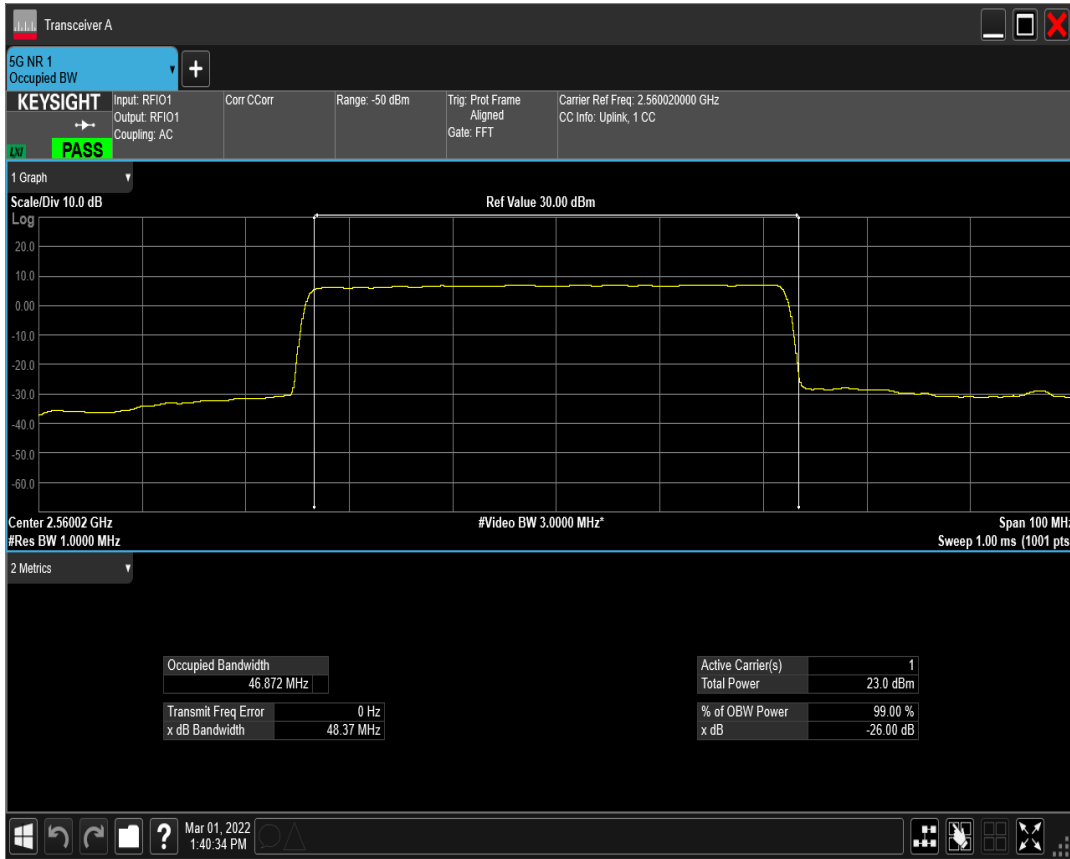 Transceiver A
5G NR 1
Occupied BW
KEYSIGHT
LXI
PASS
Input: RFIO1
Output: RFIO1
Coupling: AC
Corr CCorr
Range: -50 dBm
Trig: Prot Frame
Aligned
Gate: FFT
Carrier Ref Freq: 2.560020000 GHz
CC Info: Uplink, 1 CC
1 Graph
Scale/Div 10.0 dB
Ref Value 30.00 dBm
Log
20.0
10.0
0.00
-10.0
-20.0
-30.0
-40.0
-50.0
-60.0
Center 2.56002 GHz
#Video BW 3.0000 MHz*
Span 100 MHz
#Res BW 1.0000 MHz
Sweep 1.00 ms (1001 pts
2 Metrics
Occupied Bandwidth
46.872 MHz
Transmit Freq Error 0 Hz
x dB Bandwidth 48.37 MHz
Active Carrier(s) 1
Total Power 23.0 dBm
% of OBW Power 99.00 %
x dB -26.00 dB
?
Mar 01, 2022
1:40:34 PM